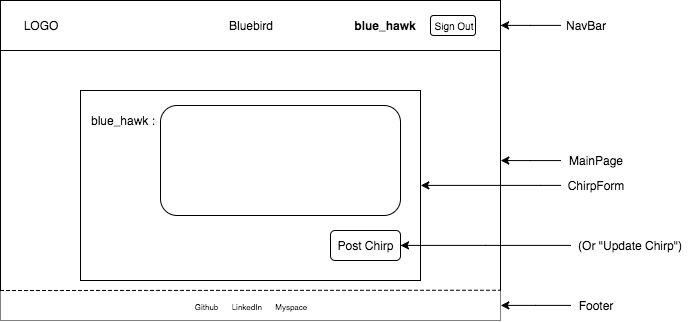 LOGO Bluebird blue_hawk Sign Out NavBar
blue_hawk :
MainPage
ChirpForm
Post Chirp (Or "Update Chirp")
Github LinkedIn Myspace Footer